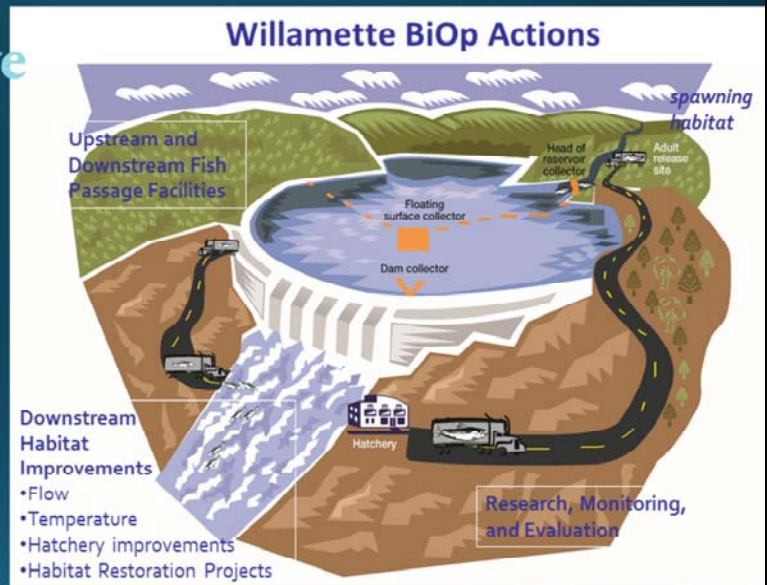 Willamette BiOp Actions
spawning
habitat
Upstream and
Downstream Fish
Passage Facilities
Head of
reservoir
collector
Adult
release
site
Floating
surface collector
Dam collector
Hatchery
Downstream
Habitat
Improvements
•Flow
•Temperature
•Hatchery improvements
•Habitat Restoration Projects
Research, Monitoring,
and Evaluation